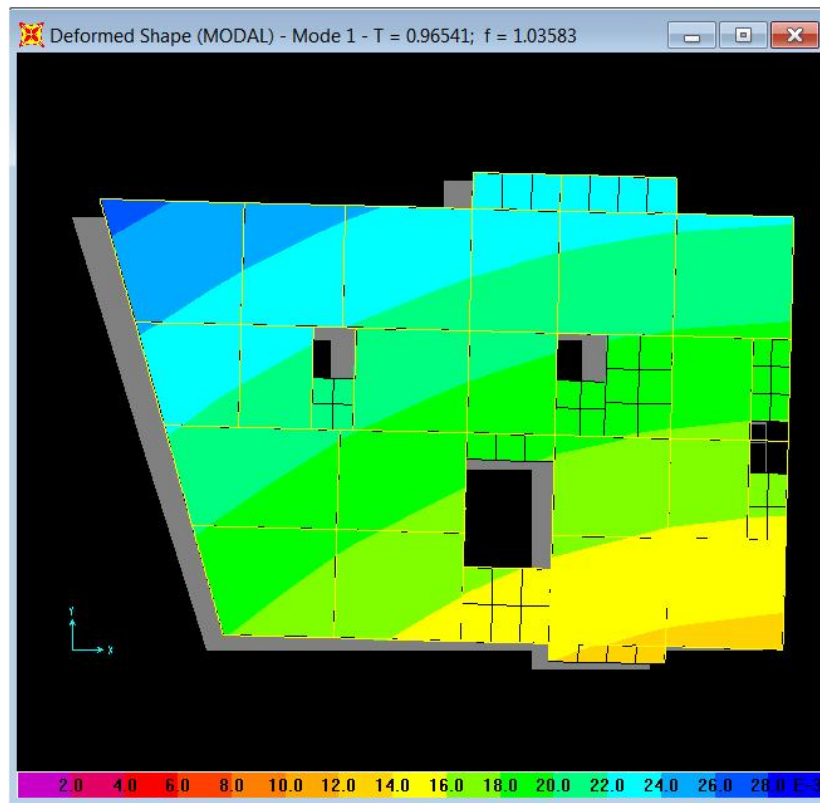 Deformed Shape (MODAL) - Mode 1 - T = 0.96541; f = 1.03583
Y
X
2.0 4.0 6.0 8.0 10.0 12.0 14.0 16.0 18.0 20.0 22.0 24.0 26.0 28.0 E-3